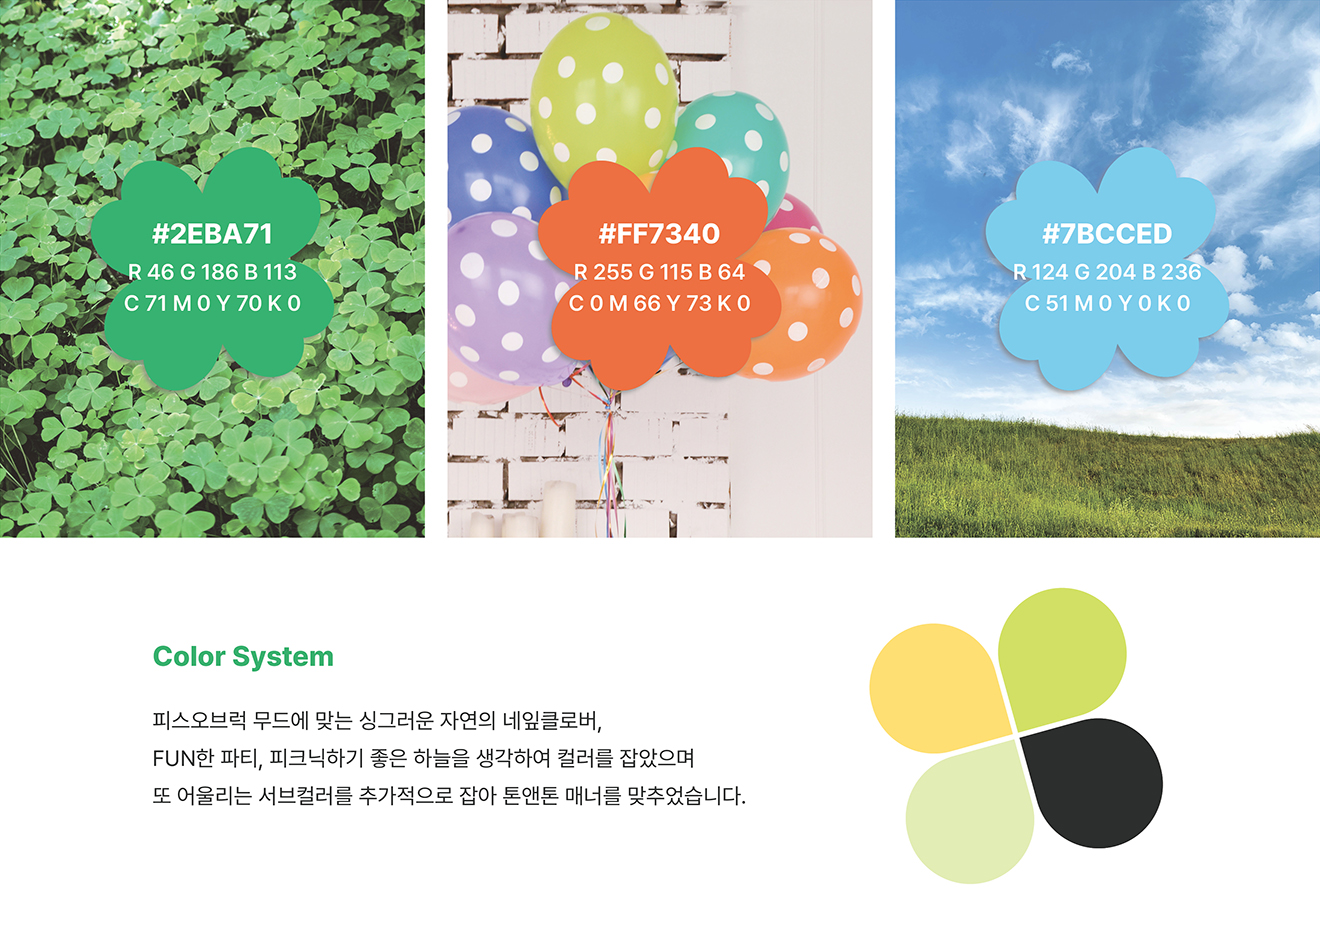 #2EBA71
R 46 G 186 B 113
C 71 M 0 Y 70 K 0
#FF7340
R 255 G 115 B 64
C 0 M 66 Y 73 K 0
#7BCCED
R 124 G 204 B 236
C 51 M 0 Y 0 K 0
Color System
피스오브럭 무드에 맞는 싱그러운 자연의 네잎클로버,
FUN한 파티, 피크닉하기 좋은 하늘을 생각하여 컬러를 잡았으며
또 어울리는 서브컬러를 추가적으로 잡아 톤앤톤 매너를 맞추었습니다.